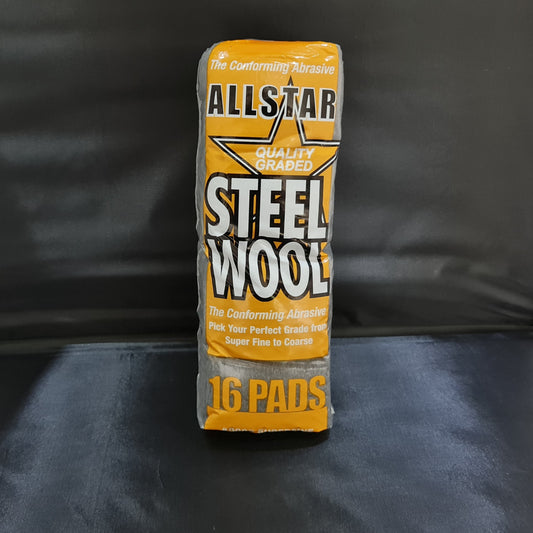 The Conforming Abrasive
ALLSTAR
QUALITY
GRADED
STEEL
WOOL
The Conforming Abrasive
Pick Your Perfect Grade from
Super Fine to Coarse
16 PADS